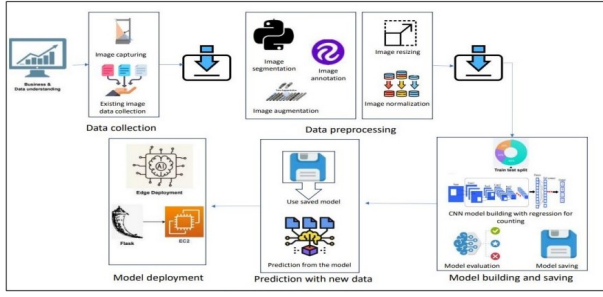 Business &
Data understanding
Image capturing
Existing image
data collection
Data collection
Image
segmentation
Image
annotation
Image augmentation
Image resizing
Image normalization
Data preprocessing
Train test split
CNN model building with regression for
counting
Model evaluation
Model saving
Model building and saving
Use saved model
Prediction from the model
Prediction with new data
AI
Edge Deployment
Flask
EC2
Model deployment